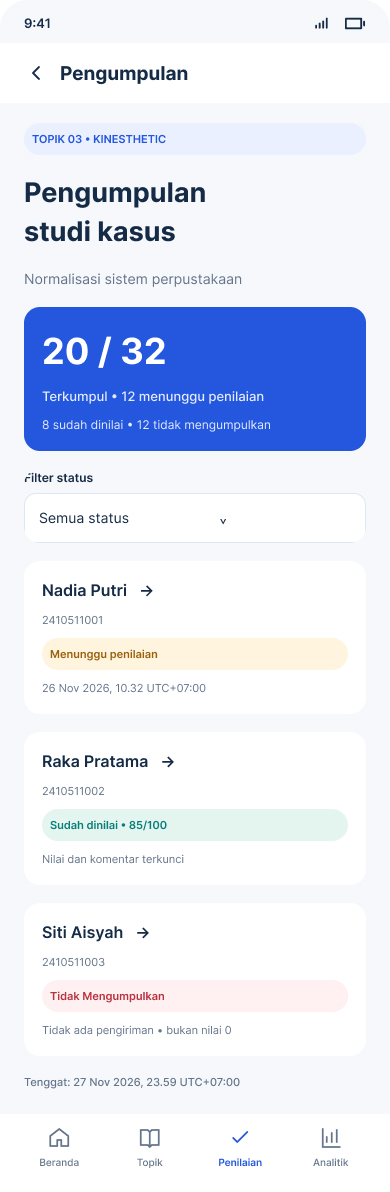 9:41
Pengumpulan
TOPIK 03 • KINESTHETIC
Pengumpulan
studi kasus
Normalisasi sistem perpustakaan
20 / 32
Terkumpul • 12 menunggu penilaian
8 sudah dinilai • 12 tidak mengumpulkan
Filter status
Semua status
Nadia Putri →
2410511001
Menunggu penilaian
26 Nov 2026, 10.32 UTC+07:00
Raka Pratama →
2410511002
Sudah dinilai • 85/100
Nilai dan komentar terkunci
Siti Aisyah →
2410511003
Tidak Mengumpulkan
Tidak ada pengiriman • bukan nilai 0
Tenggat: 27 Nov 2026, 23.59 UTC+07:00
Beranda Topik Penilaian Analitik